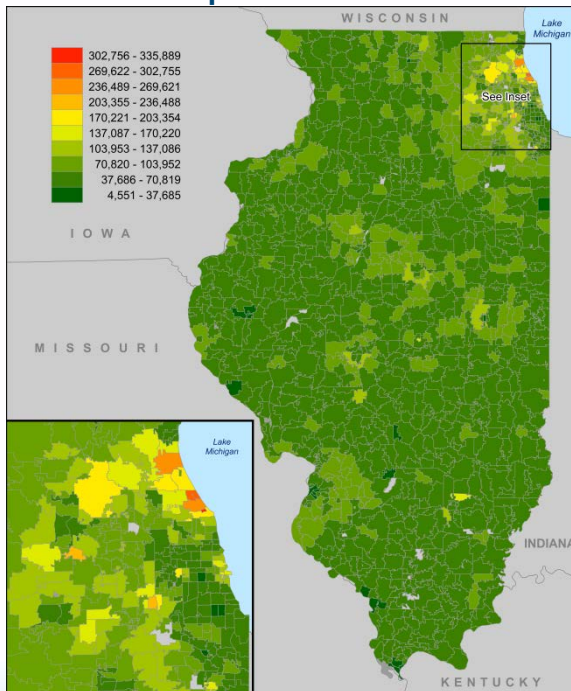 WISCONSIN
Lake
Michigan
302,756 - 335,889
269,622 - 302,755
236,489 - 269,621
203,355 - 236,488
170,221 - 203,354
137,087 - 170,220
103,953 - 137,086
70,820 - 103,952
37,686 - 70,819
4,551 - 37,685
See Inset
IOWA
MISSOURI
Lake
Michigan
INDIANA
KENTUCKY